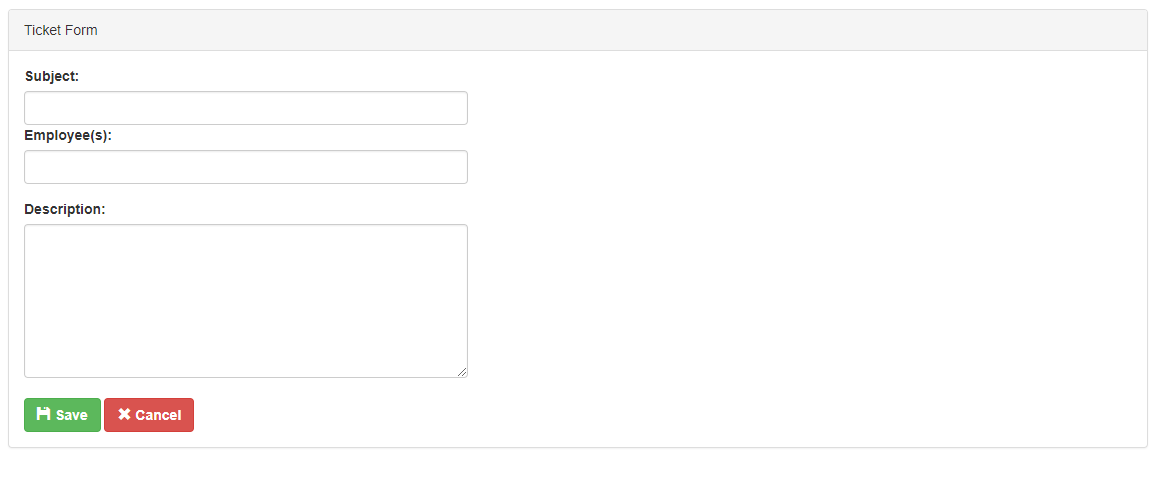 Ticket Form
Subject:
Employee(s):
Description:
Save Cancel